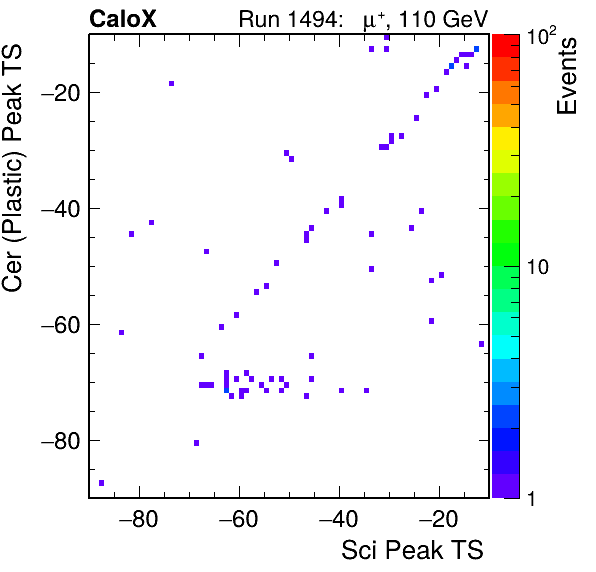 CaloX Run 1494: μ⁺, 110 GeV
Cer (Plastic) Peak TS
−20
−40
−60
−80
−80 −60 −40 −20
Sci Peak TS
10²
10
1
Events